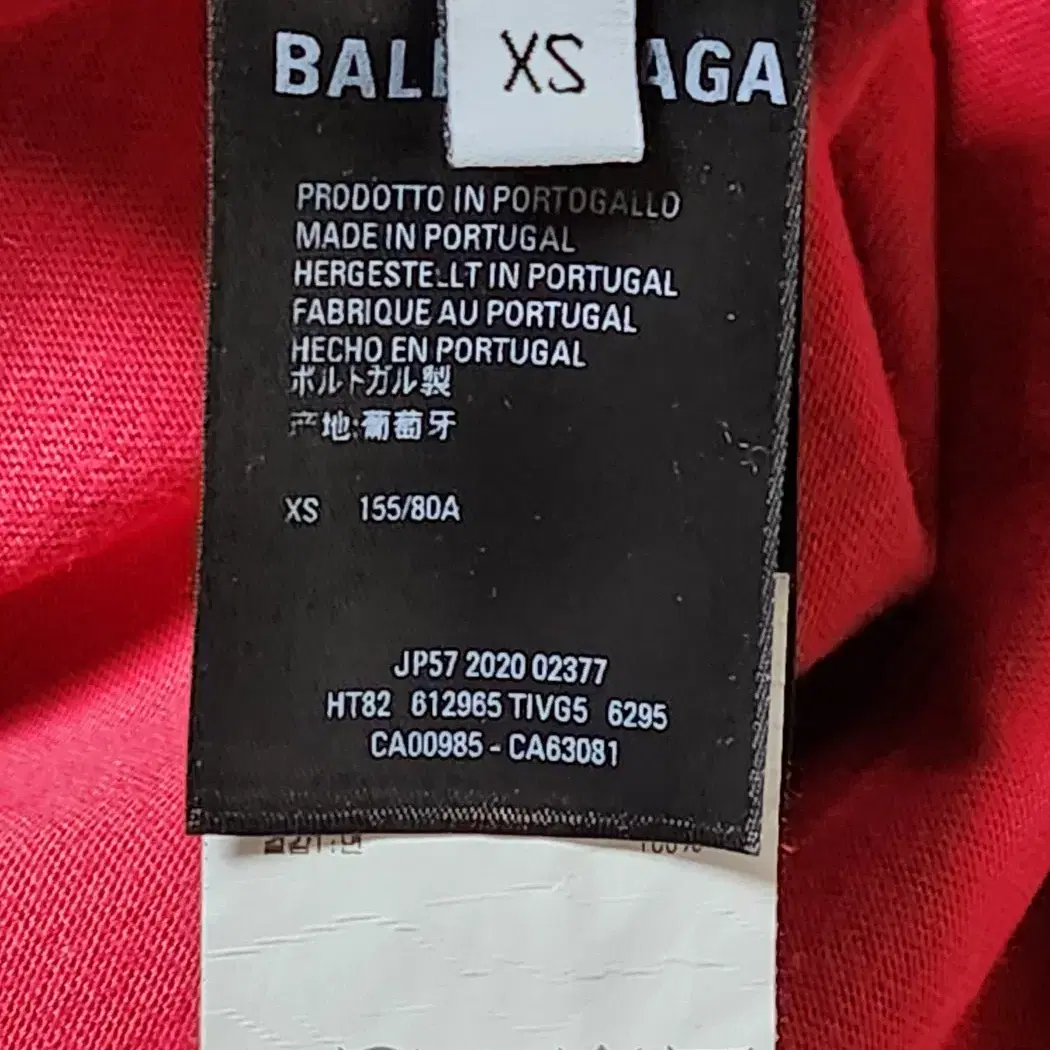 XS
BAL AGA
PRODOTTO IN PORTOGALLO
MADE IN PORTUGAL
HERGESTELLT IN PORTUGAL
FABRIQUE AU PORTUGAL
HECHO EN PORTUGAL
ポルトガル製
产地:葡萄牙
XS 155/80A
JP57 2020 02377
HT82 612965 TIVG5 6295
CA00985 - CA63081
100%